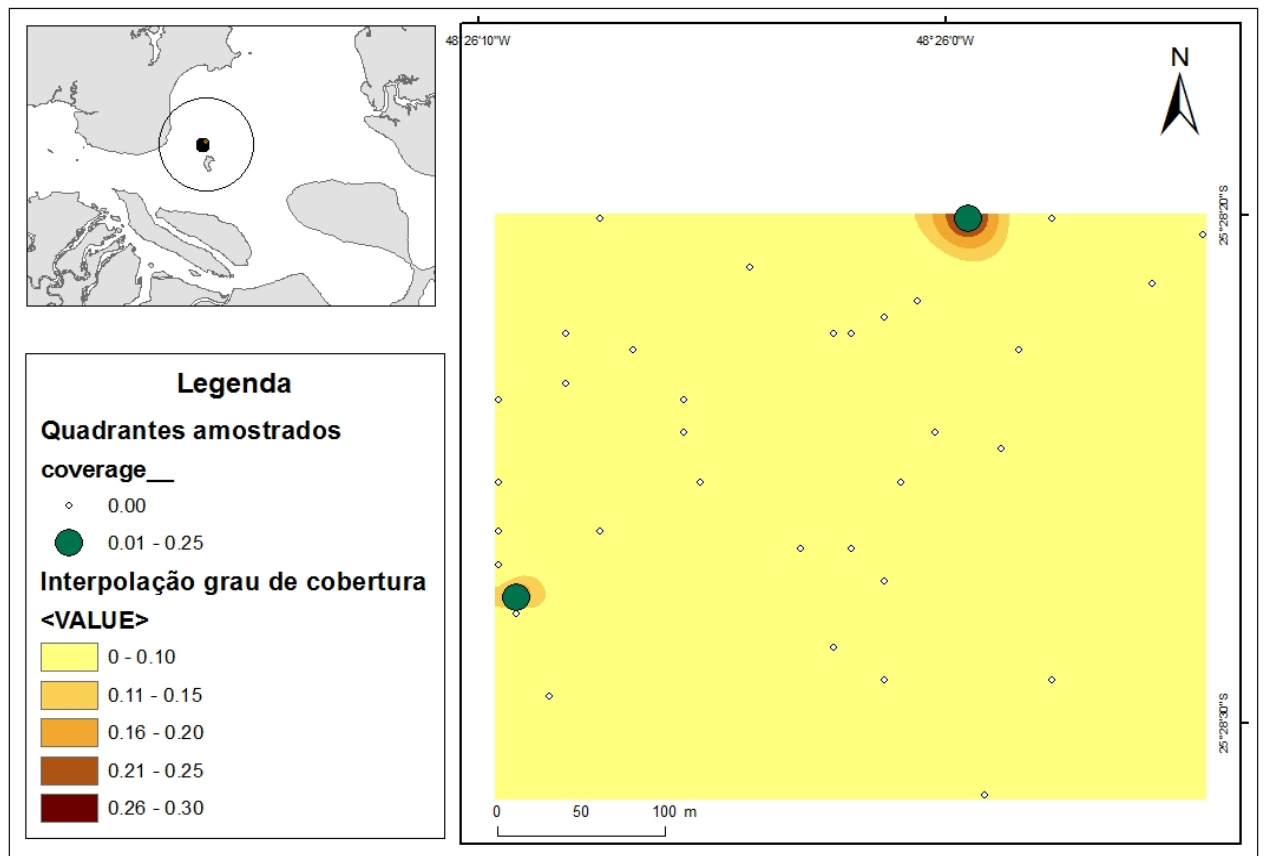 48°26'10"W
48°26'0"W
N
25°28'20"S
25°28'30"S
0 50 100 m
Legenda
Quadrantes amostrados
coverage__
0.00
0.01 - 0.25
Interpolação grau de cobertura
<VALUE>
0 - 0.10
0.11 - 0.15
0.16 - 0.20
0.21 - 0.25
0.26 - 0.30